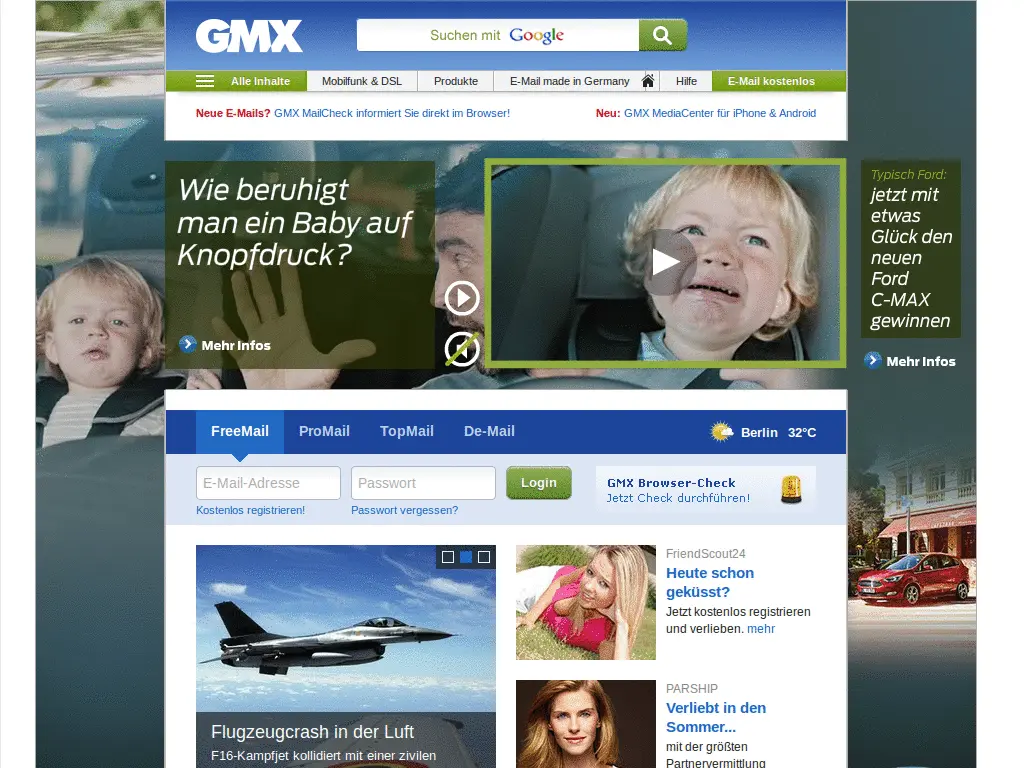 GMX
Suchen mit Google
Alle Inhalte
Mobilfunk & DSL
Produkte
E-Mail made in Germany
Hilfe
E-Mail kostenlos
Neue E-Mails? GMX MailCheck informiert Sie direkt im Browser!
Neu: GMX MediaCenter für iPhone & Android
Wie beruhigt
man ein Baby auf
Knopfdruck?
Mehr Infos
Typisch Ford:
jetzt mit
etwas
Glück den
neuen
Ford
C-MAX
gewinnen
Mehr Infos
FreeMail
ProMail
TopMail
De-Mail
Berlin 32°C
E-Mail-Adresse
Passwort
Login
Kostenlos registrieren!
Passwort vergessen?
GMX Browser-Check
Jetzt Check durchführen!
Flugzeugcrash in der Luft
F16-Kampfjet kollidiert mit einer zivilen
FriendScout24
Heute schon
geküsst?
Jetzt kostenlos registrieren
und verlieben. mehr
PARSHIP
Verliebt in den
Sommer...
mit der größten
Partnervermittlung